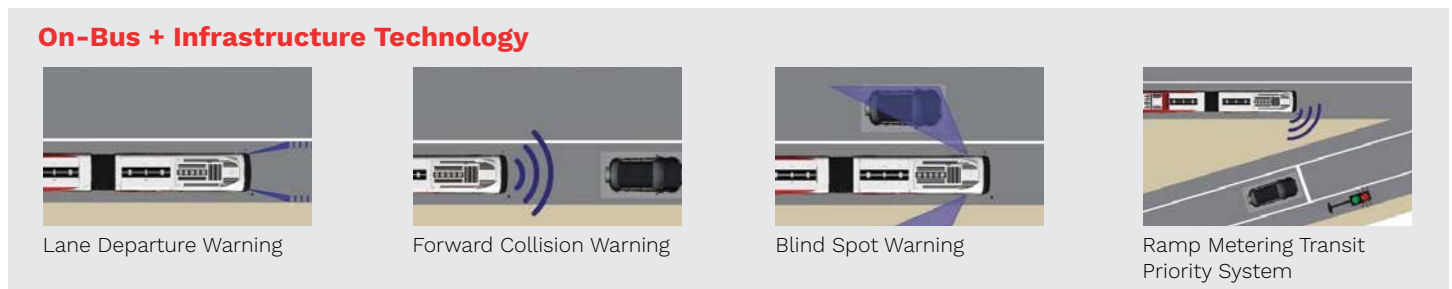 On-Bus + Infrastructure Technology
Lane Departure Warning
Forward Collision Warning
Blind Spot Warning
Ramp Metering Transit
Priority System